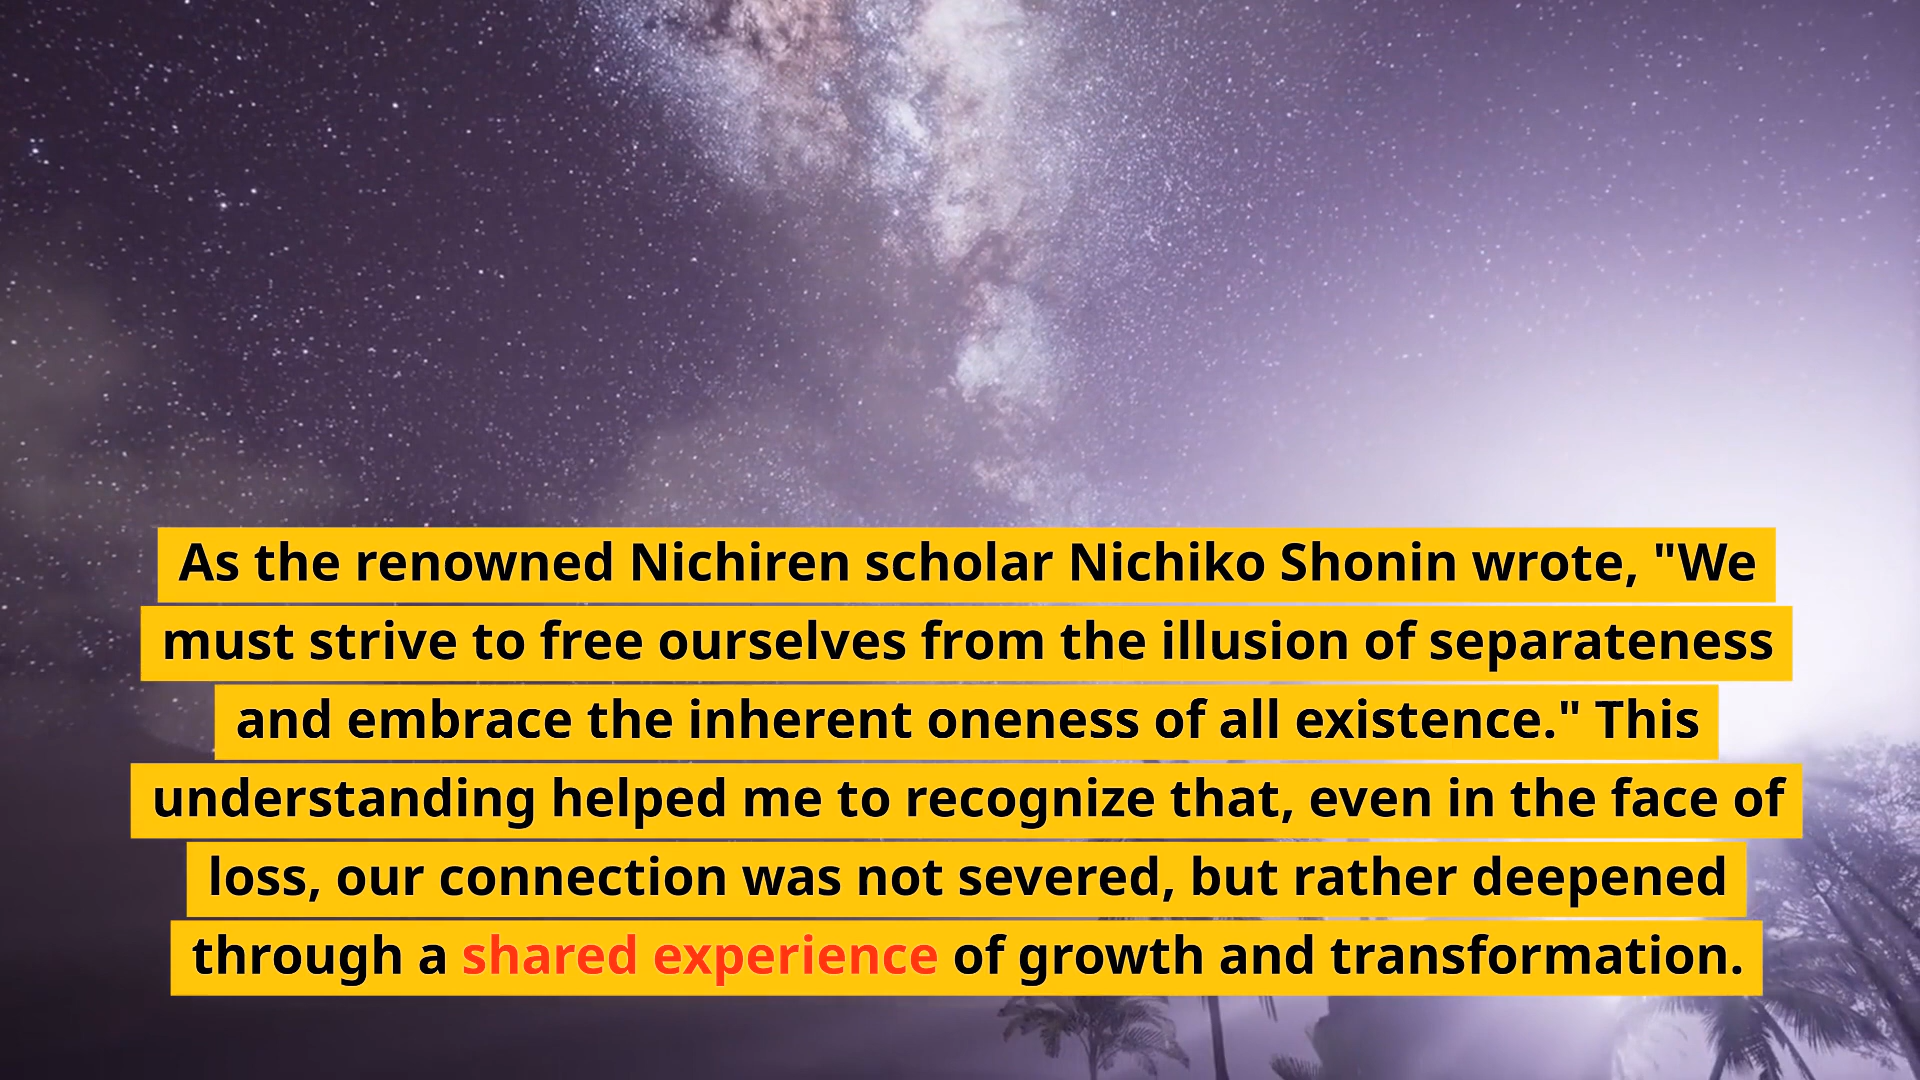 As the renowned Nichiren scholar Nichiko Shonin wrote, "We
must strive to free ourselves from the illusion of separateness
and embrace the inherent oneness of all existence." This
understanding helped me to recognize that, even in the face of
loss, our connection was not severed, but rather deepened
through a shared experience of growth and transformation.